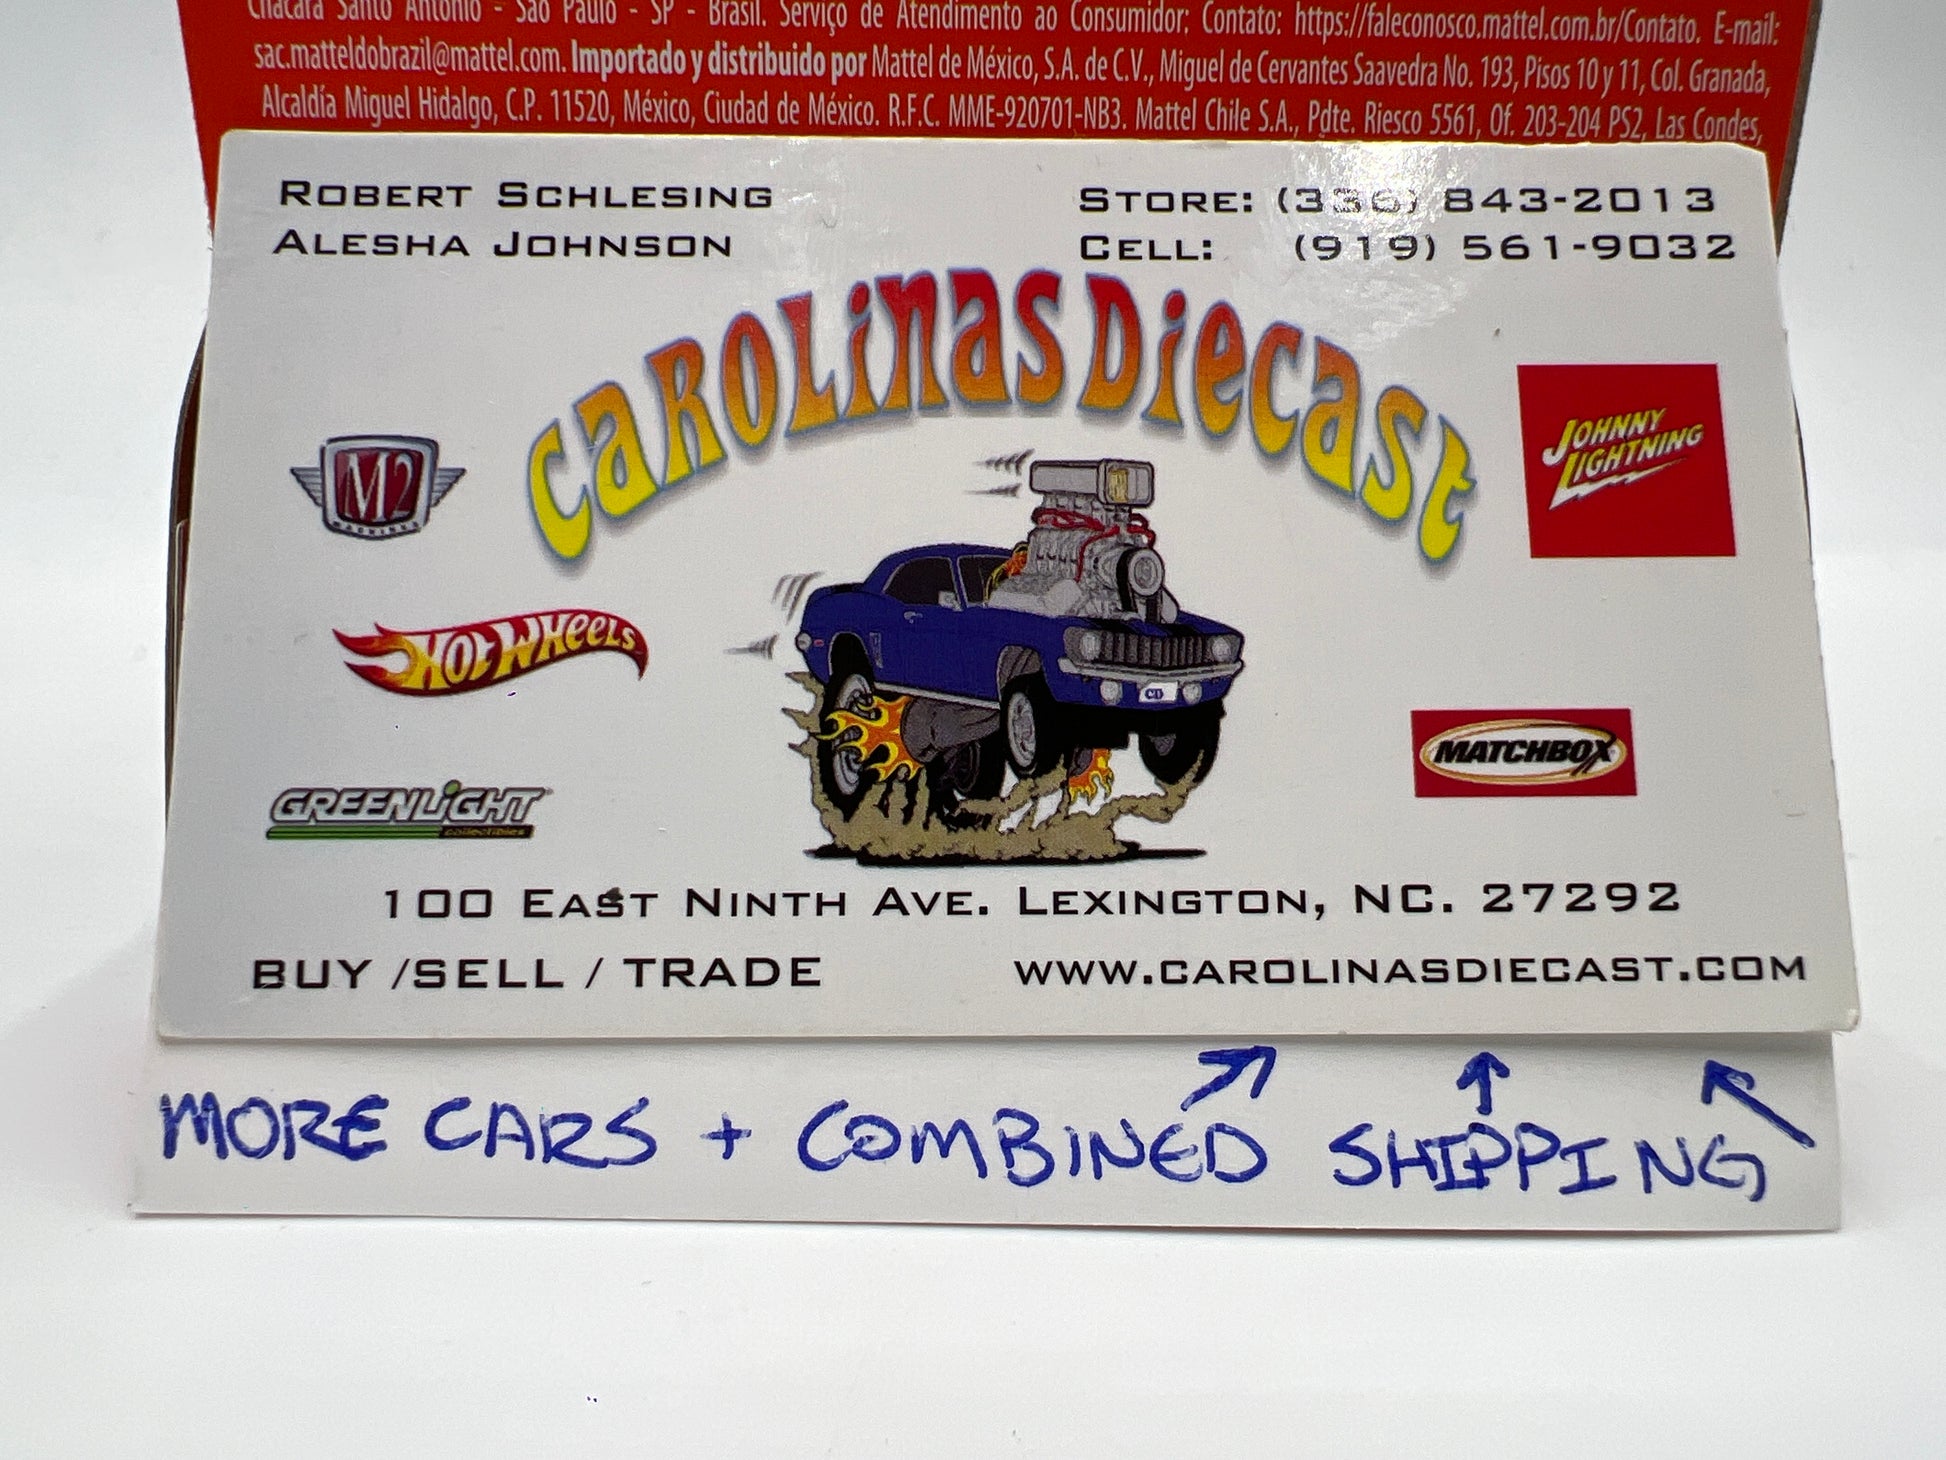 Chácara Santo Antônio - São Paulo - SP - Brasil. Serviço de Atendimento ao Consumidor: Contato: https://faleconosco.mattel.com.br/Contato. E-mail:
sac.matteldobrazil@mattel.com. Importado y distribuido por Mattel de México, S.A. de C.V., Miguel de Cervantes Saavedra No. 193, Pisos 10 y 11, Col. Granada,
Alcaldía Miguel Hidalgo, C.P. 11520, México, Ciudad de México. R.F.C. MME-920701-NB3. Mattel Chile S.A., Pdte. Riesco 5561, Of. 203-204 PS2, Las Condes,
ROBERT SCHLESING
ALESHA JOHNSON
STORE: (336) 843-2013
CELL: (919) 561-9032
CAROLINAS DIECAST
M2
MACHINES
JOHNNY
LIGHTNING
HOT WHEELS
MATCHBOX
CD
GREENLIGHT
collectibles
100 EAST NINTH AVE. LEXINGTON, NC. 27292
BUY /SELL / TRADE
WWW.CAROLINASDIECAST.COM
MORE CARS + COMBINED SHIPPING